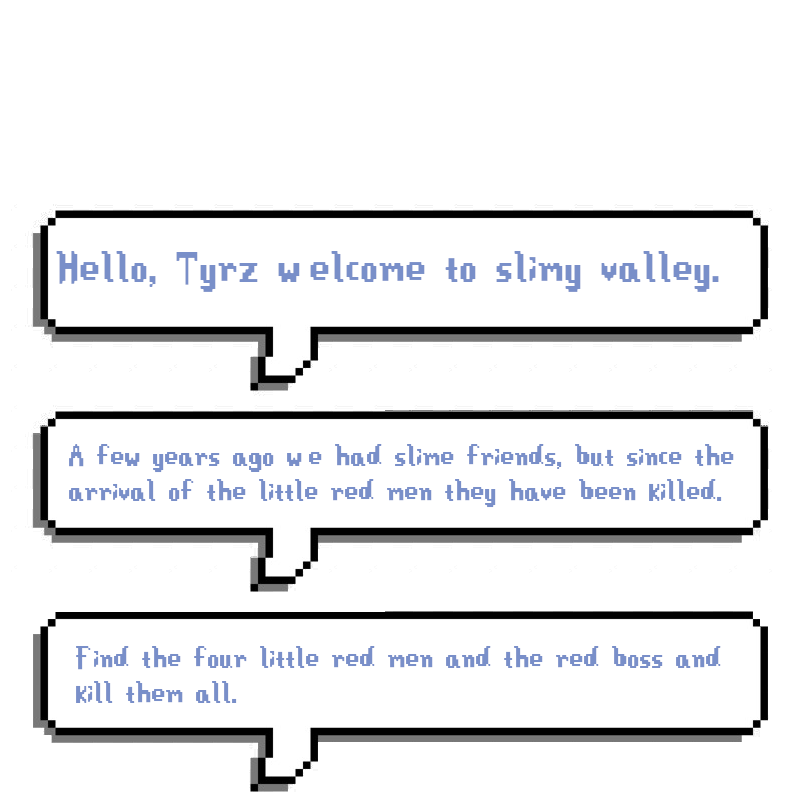 Hello, Tyrz welcome to slimy valley.
A few years ago we had slime friends, but since the
arrival of the little red men they have been killed.
Find the four little red men and the red boss and
kill them all.